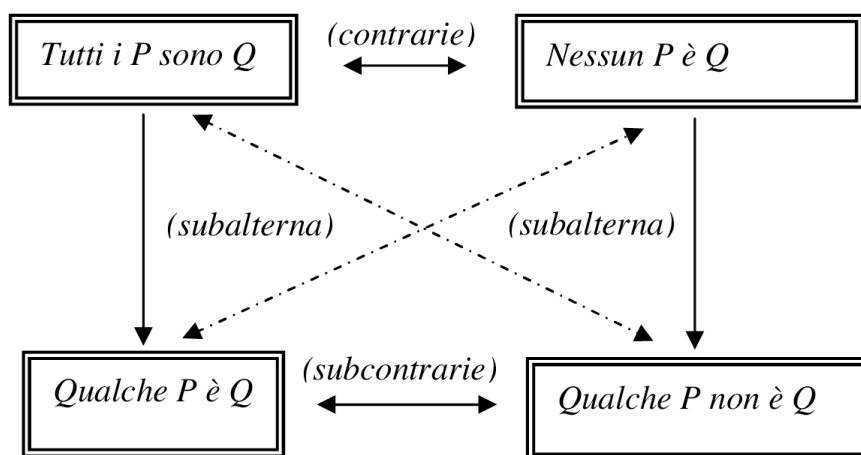 Tutti i P sono Q
(contrarie)
Nessun P è Q
(subalterna)
(subalterna)
Qualche P è Q
(subcontrarie)
Qualche P non è Q